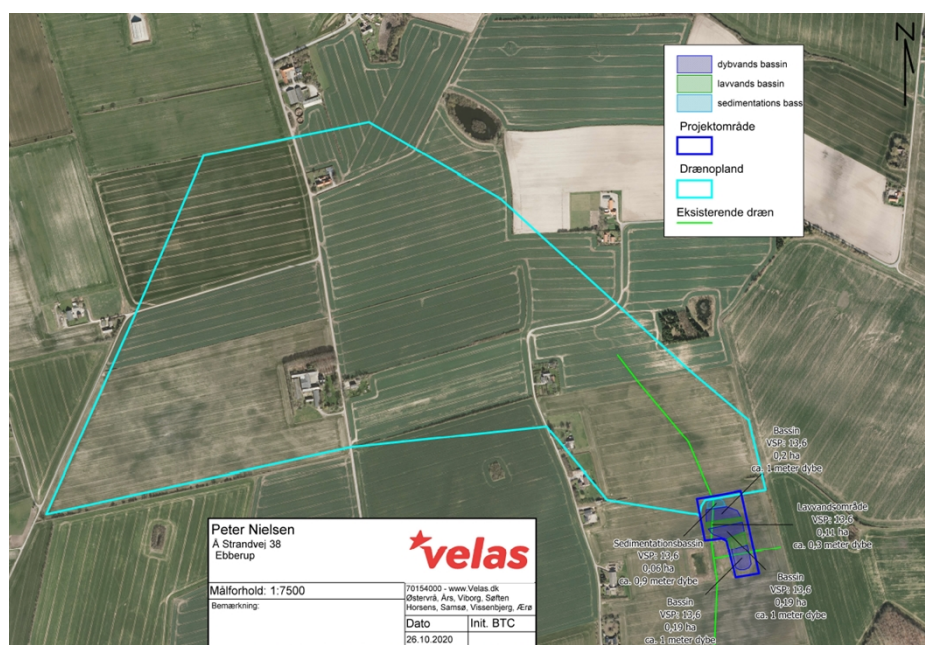 N
dybvands bassin
lavvands bassin
sedimentations bass
Projektområde
Drænopland
Eksisterende dræn
Bassin
VSP: 13,6
0,2 ha
ca. 1 meter dybe
Lavvandsområde
VSP: 13,6
0,11 ha
ca. 0,3 meter dybe
Sedimentationsbassin
VSP: 13,6
0,06 ha
ca. 0,9 meter dybe
Bassin
VSP: 13,6
0,19 ha
ca. 1 meter dybe
Bassin
VSP: 13,6
0,19 ha
ca. 1 meter dybe
Peter Nielsen
Å Strandvej 38
Ebberup
velas
Målforhold: 1:7500
Bemærkning:
70154000 - www.Velas.dk
Østervrå, Års, Viborg, Søften
Horsens, Samsø, Vissenbjerg, Ærø
Dato
Init. BTC
26.10.2020